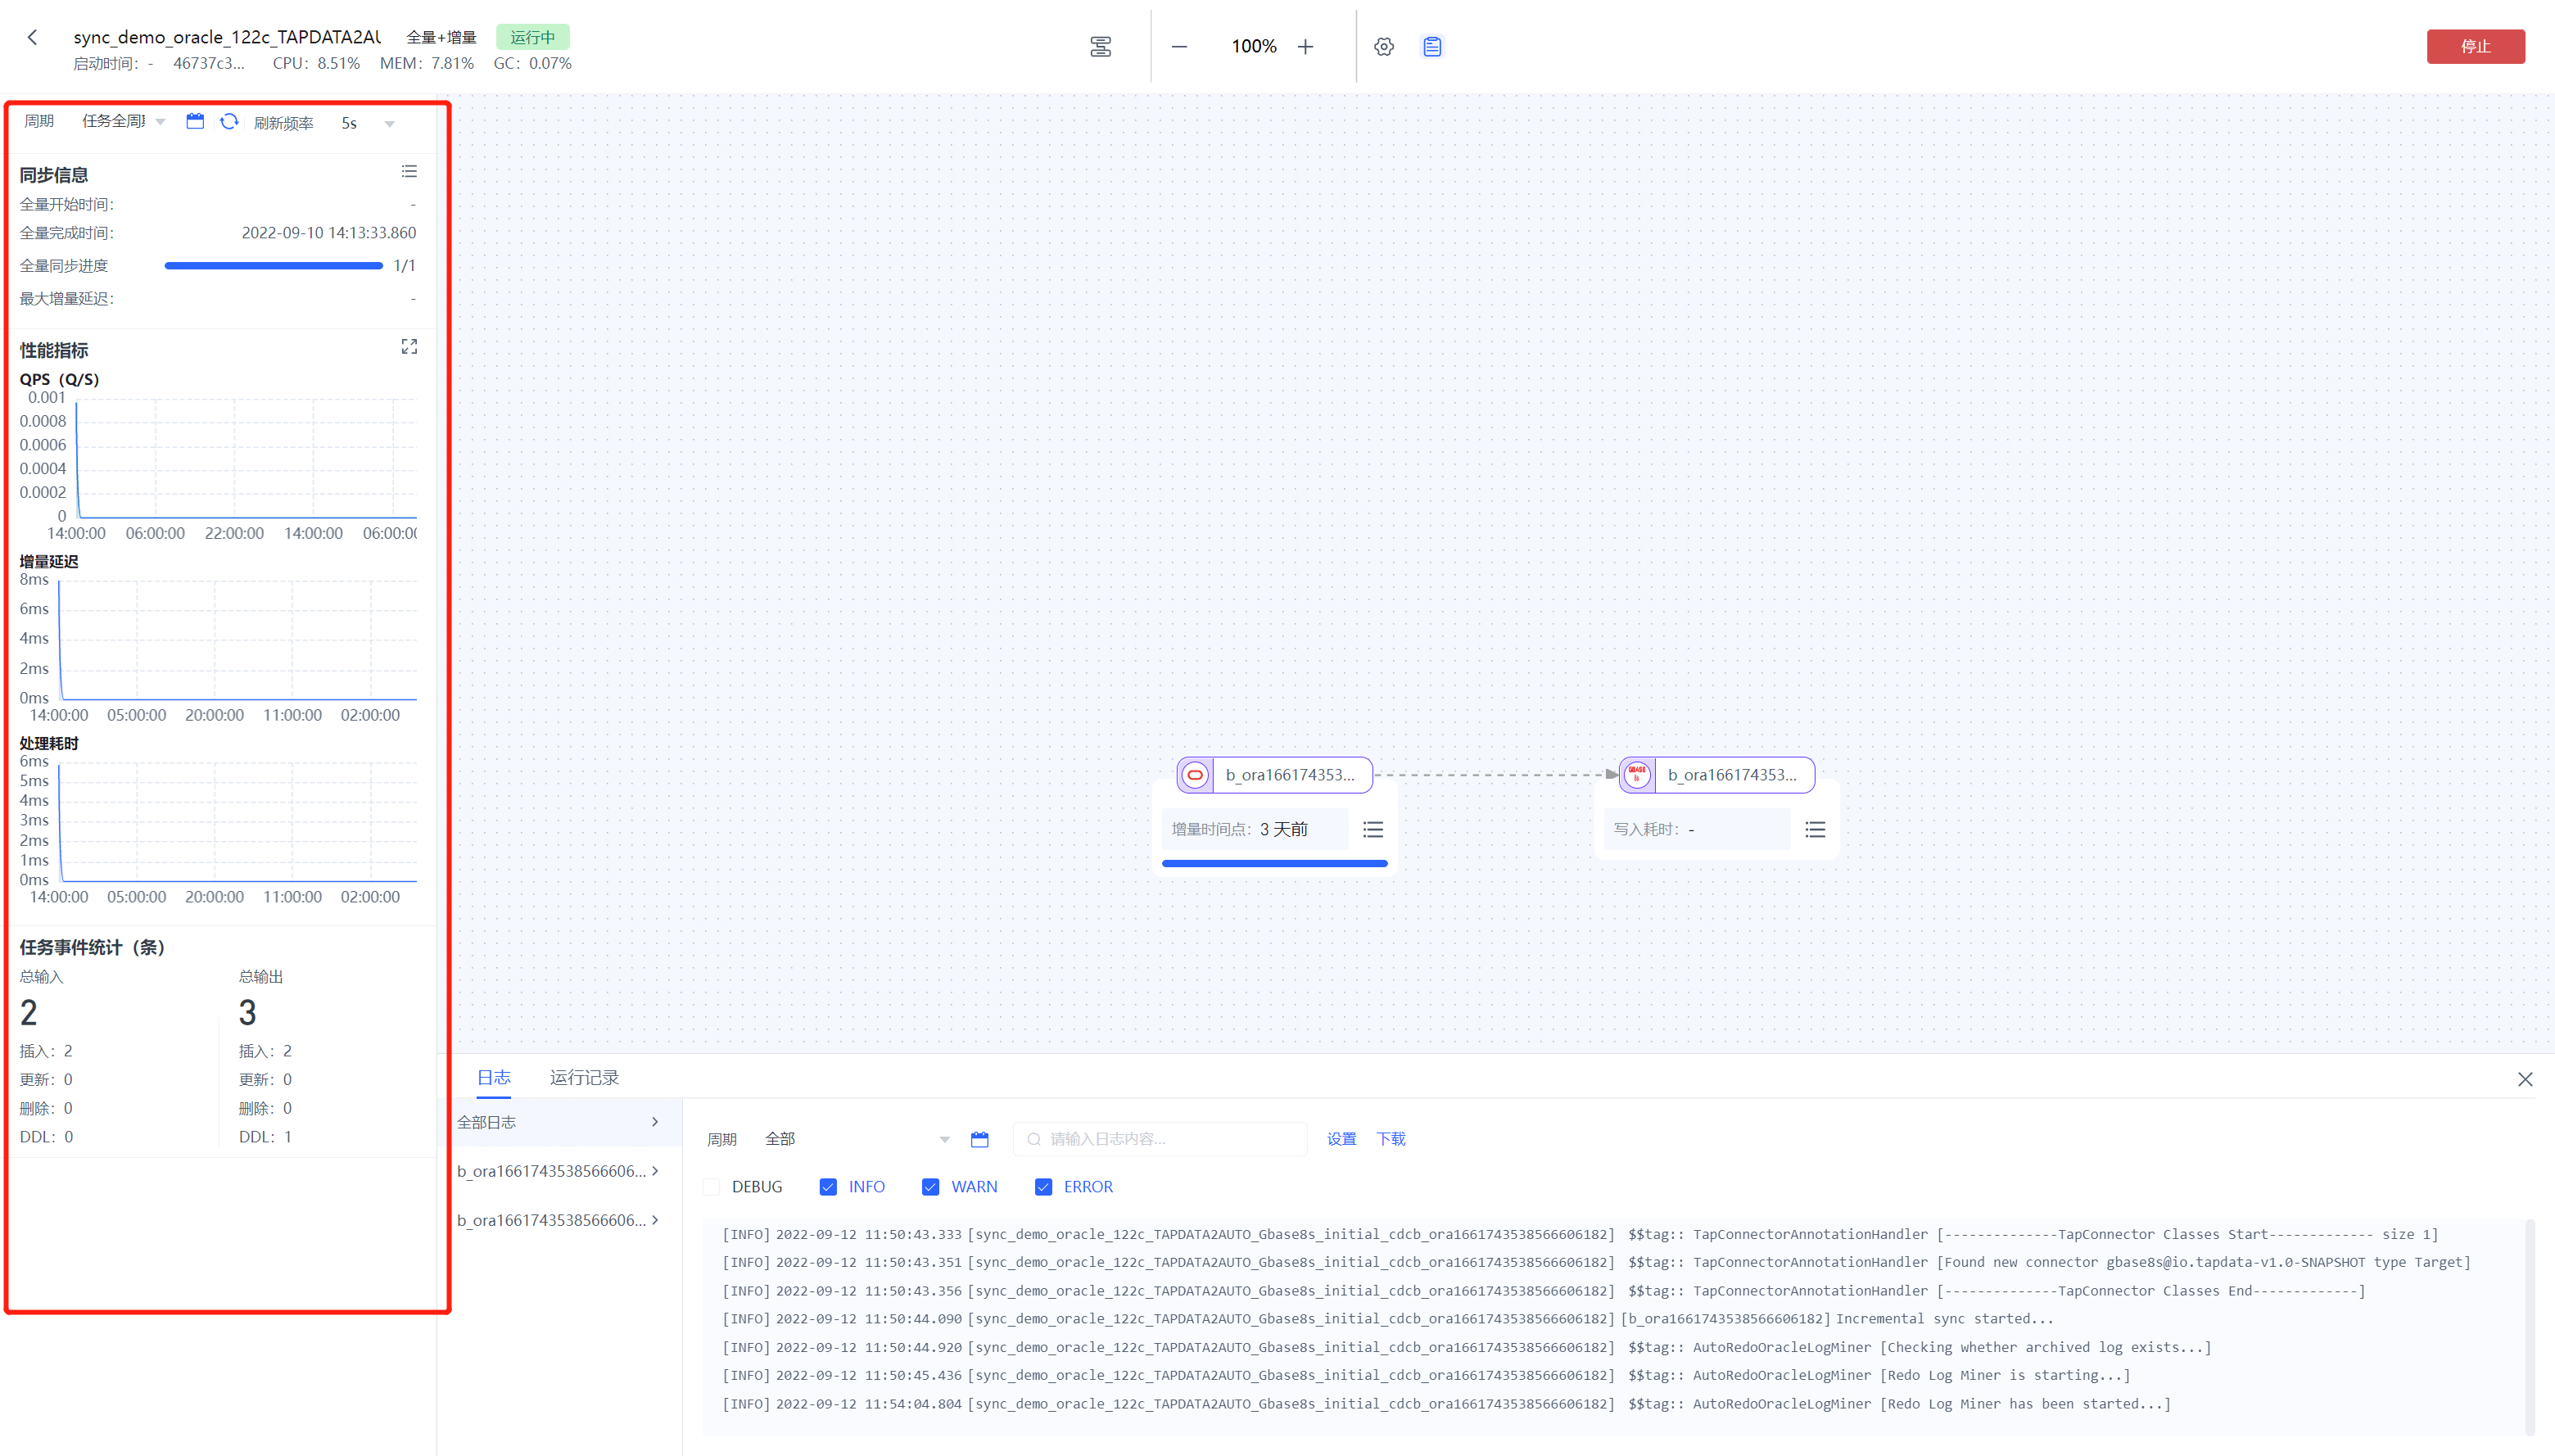 sync_demo_oracle_122c_TAPDATA2AU 全量+增量 运行中
启动时间： - 46737c3... CPU：8.51% MEM：7.81% GC：0.07%
100%
停止
周期 任务全周期 刷新频率 5s
同步信息
全量开始时间： -
全量完成时间： 2022-09-10 14:13:33.860
全量同步进度 1/1
最大增量延迟： -
性能指标
QPS（Q/S）
0.001
0.0008
0.0006
0.0004
0.0002
0
14:00:00 06:00:00 22:00:00 14:00:00 06:00:00
增量延迟
8ms
6ms
4ms
2ms
0ms
14:00:00 05:00:00 20:00:00 11:00:00 02:00:00
处理耗时
6ms
5ms
4ms
3ms
2ms
1ms
0ms
14:00:00 05:00:00 20:00:00 11:00:00 02:00:00
任务事件统计（条）
总输入 总输出
2 3
插入：2 插入：2
更新：0 更新：0
删除：0 删除：0
DDL：0 DDL：1
b_ora166174353...
增量时间点： 3 天前
GBASE 8s b_ora166174353...
写入耗时： -
日志 运行记录
全部日志
b_ora1661743538566606...
b_ora1661743538566606...
周期 全部 请输入日志内容... 设置 下载
DEBUG INFO WARN ERROR
[INFO] 2022-09-12 11:50:43.333 [sync_demo_oracle_122c_TAPDATA2AUTO_Gbase8s_initial_cdcb_ora1661743538566606182] $$tag:: TapConnectorAnnotationHandler [--------------TapConnector Classes Start------------- size 1]
[INFO] 2022-09-12 11:50:43.351 [sync_demo_oracle_122c_TAPDATA2AUTO_Gbase8s_initial_cdcb_ora1661743538566606182] $$tag:: TapConnectorAnnotationHandler [Found new connector gbase8s@io.tapdata-v1.0-SNAPSHOT type Target]
[INFO] 2022-09-12 11:50:43.356 [sync_demo_oracle_122c_TAPDATA2AUTO_Gbase8s_initial_cdcb_ora1661743538566606182] $$tag:: TapConnectorAnnotationHandler [--------------TapConnector Classes End-------------]
[INFO] 2022-09-12 11:50:44.090 [sync_demo_oracle_122c_TAPDATA2AUTO_Gbase8s_initial_cdcb_ora1661743538566606182] [b_ora1661743538566606182] Incremental sync started...
[INFO] 2022-09-12 11:50:44.920 [sync_demo_oracle_122c_TAPDATA2AUTO_Gbase8s_initial_cdcb_ora1661743538566606182] $$tag:: AutoRedoOracleLogMiner [Checking whether archived log exists...]
[INFO] 2022-09-12 11:50:45.436 [sync_demo_oracle_122c_TAPDATA2AUTO_Gbase8s_initial_cdcb_ora1661743538566606182] $$tag:: AutoRedoOracleLogMiner [Redo Log Miner is starting...]
[INFO] 2022-09-12 11:54:04.804 [sync_demo_oracle_122c_TAPDATA2AUTO_Gbase8s_initial_cdcb_ora1661743538566606182] $$tag:: AutoRedoOracleLogMiner [Redo Log Miner has been started...]